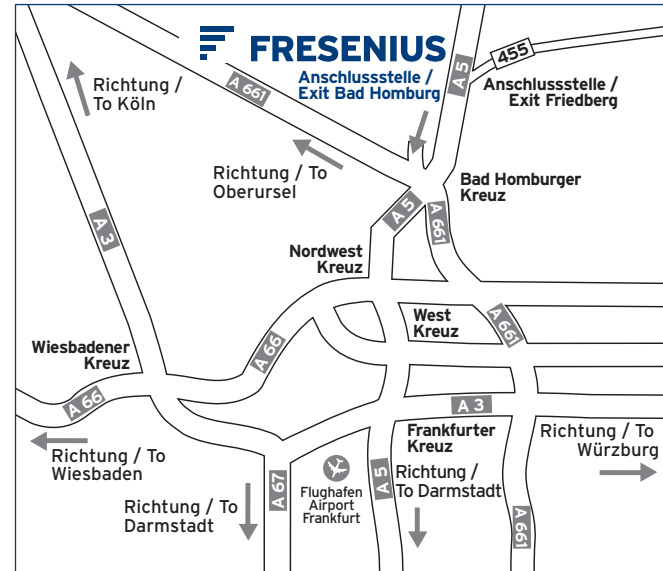 FRESENIUS
Anschlussstelle /
Exit Bad Homburg
A 5
455
Anschlussstelle /
Exit Friedberg
Richtung /
To Köln
A 661
Richtung / To
Oberursel
Bad Homburger
Kreuz
A 5
A 661
A 3
Nordwest
Kreuz
West
Kreuz
A 661
Wiesbadener
Kreuz
A 66
A 66
A 3
Richtung / To
Wiesbaden
Frankfurter
Kreuz
Richtung / To
Würzburg
Richtung / To
Darmstadt
A 67
Flughafen
Airport
Frankfurt
A 5
Richtung /
To Darmstadt
A 661